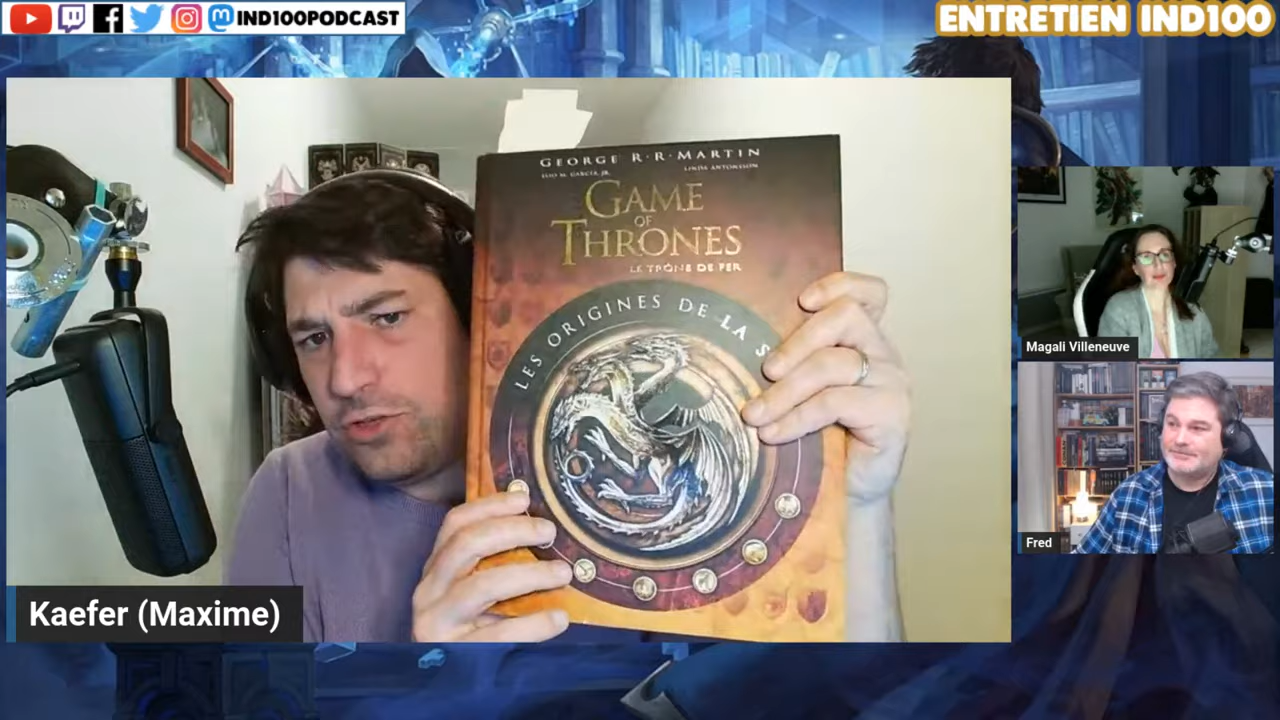 IND100PODCAST
ENTRETIEN IND100
GEORGE R·R·MARTIN
ELIO M. GARCIA, JR. LINDA ANTONSSON
GAME
OF
THRONES
LE TRÔNE DE FER
LES ORIGINES DE LA S
Magali Villeneuve
Fred
Kaefer (Maxime)